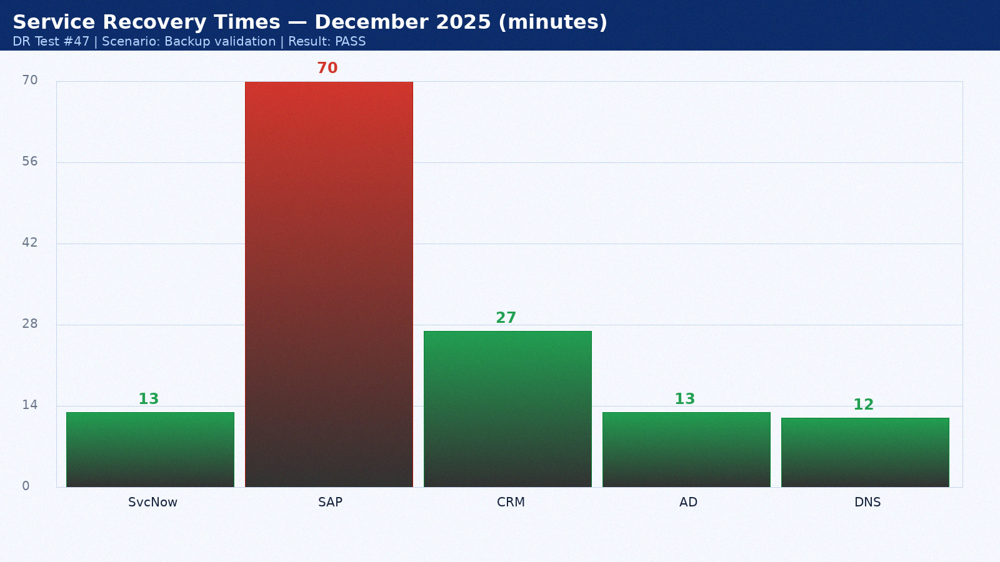 Service Recovery Times — December 2025 (minutes)
DR Test #47 | Scenario: Backup validation | Result: PASS
70
70
56
42
28
14
0
13
27
13
12
SvcNow
SAP
CRM
AD
DNS